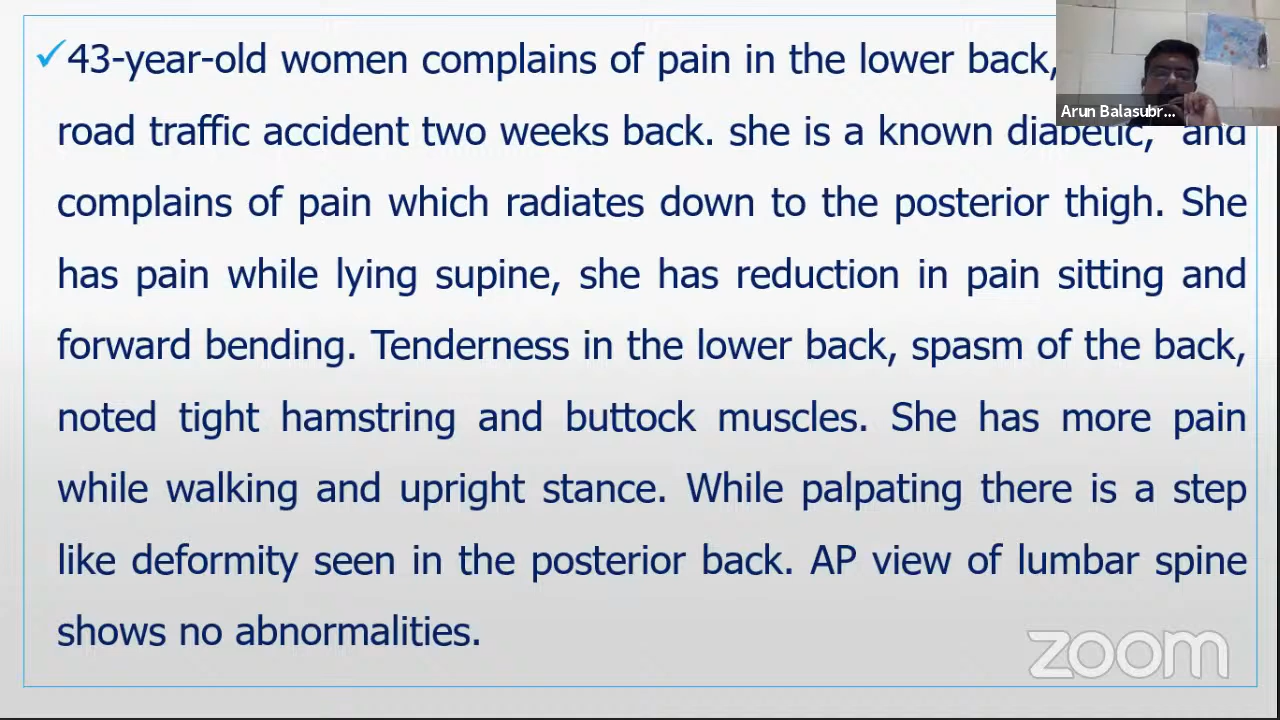 ✓43-year-old women complains of pain in the lower back,
Arun Balasubr...
road traffic accident two weeks back. she is a known diabetic, and
complains of pain which radiates down to the posterior thigh. She
has pain while lying supine, she has reduction in pain sitting and
forward bending. Tenderness in the lower back, spasm of the back,
noted tight hamstring and buttock muscles. She has more pain
while walking and upright stance. While palpating there is a step
like deformity seen in the posterior back. AP view of lumbar spine
shows no abnormalities.
zoom